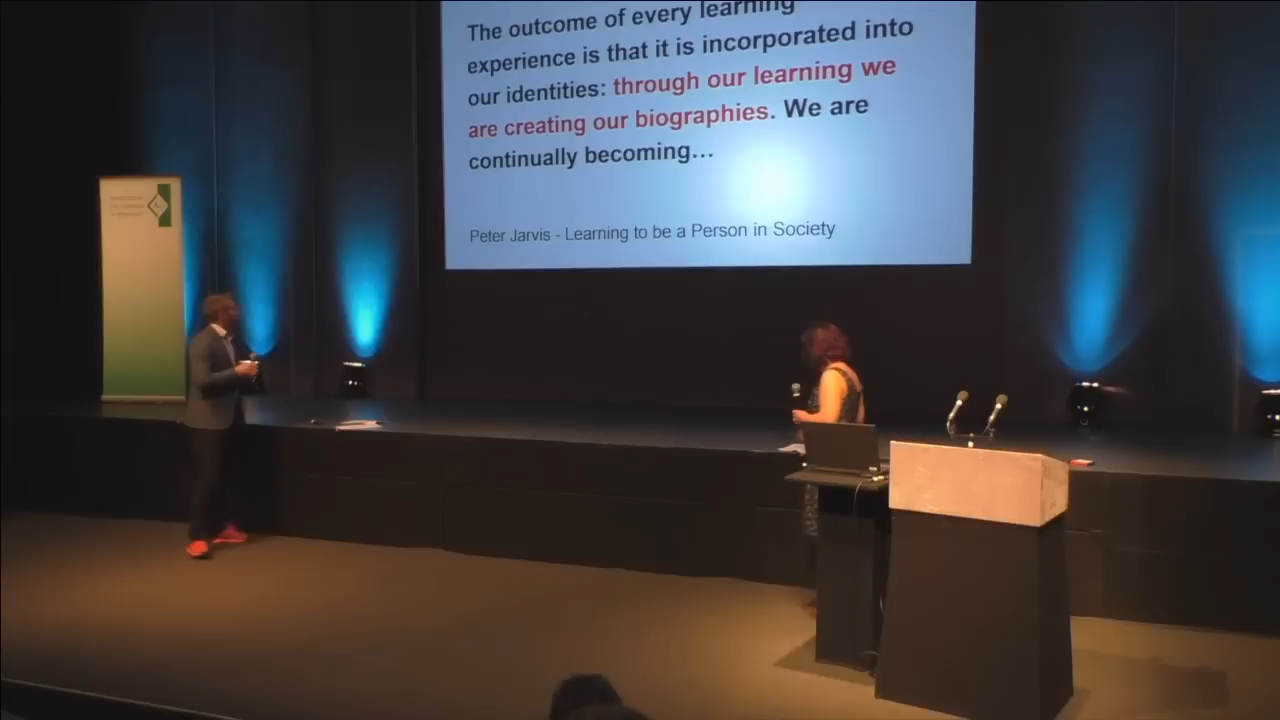 The outcome of every learning
experience is that it is incorporated into
our identities: through our learning we
are creating our biographies. We are
continually becoming…
Peter Jarvis - Learning to be a Person in Society